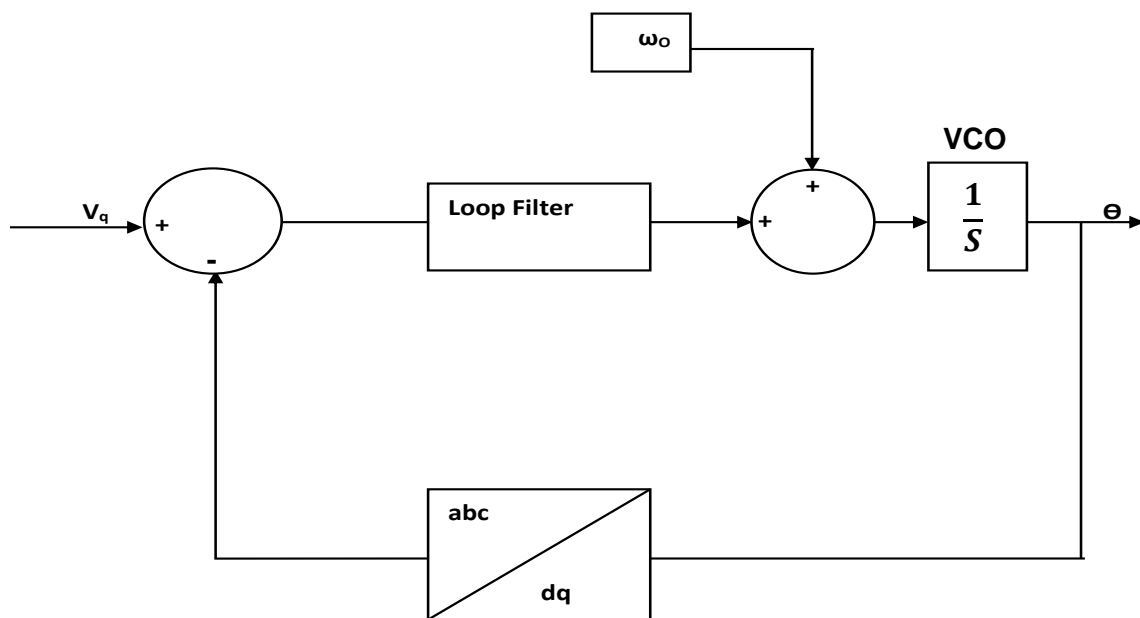 ωo
VCO
Vq
+
-
Loop Filter
+
+
1
S
ө
abc
dq